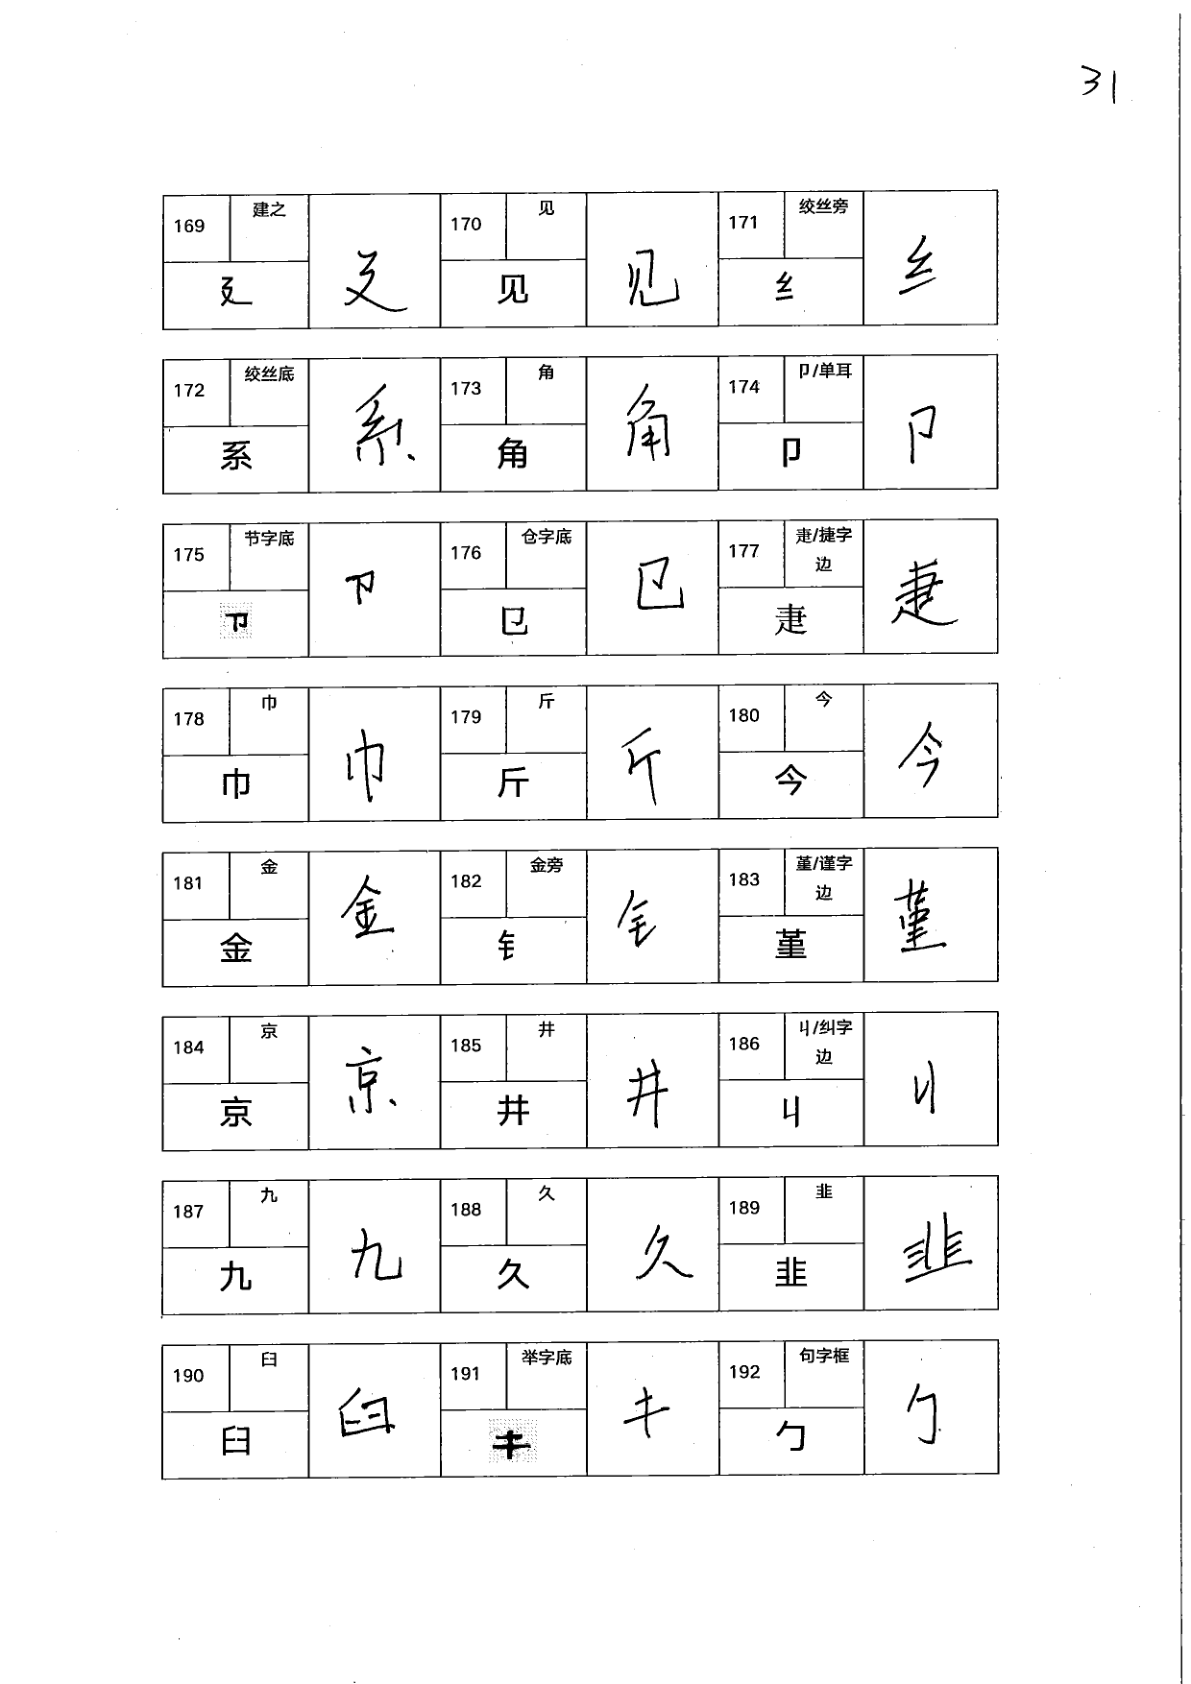 31
169 建之 廴 廴 170 见 见 见 171 绞丝旁 纟 纟
172 绞丝底 系 系 173 角 角 角 174 卩/单耳 卩 卩
175 节字底 176 仓字底 㔾 㔾 177 疌/捷字边 疌 疌
178 巾 巾 巾 179 斤 斤 斤 180 今 今 今
181 金 金 金 182 金旁 钅 钅 183 堇/谨字边 堇 堇
184 京 京 京 185 井 井 井 186 丩/纠字边 丩 丩
187 九 九 九 188 久 久 久 189 韭 韭 韭
190 臼 臼 臼 191 举字底 192 句字框 勹 勹